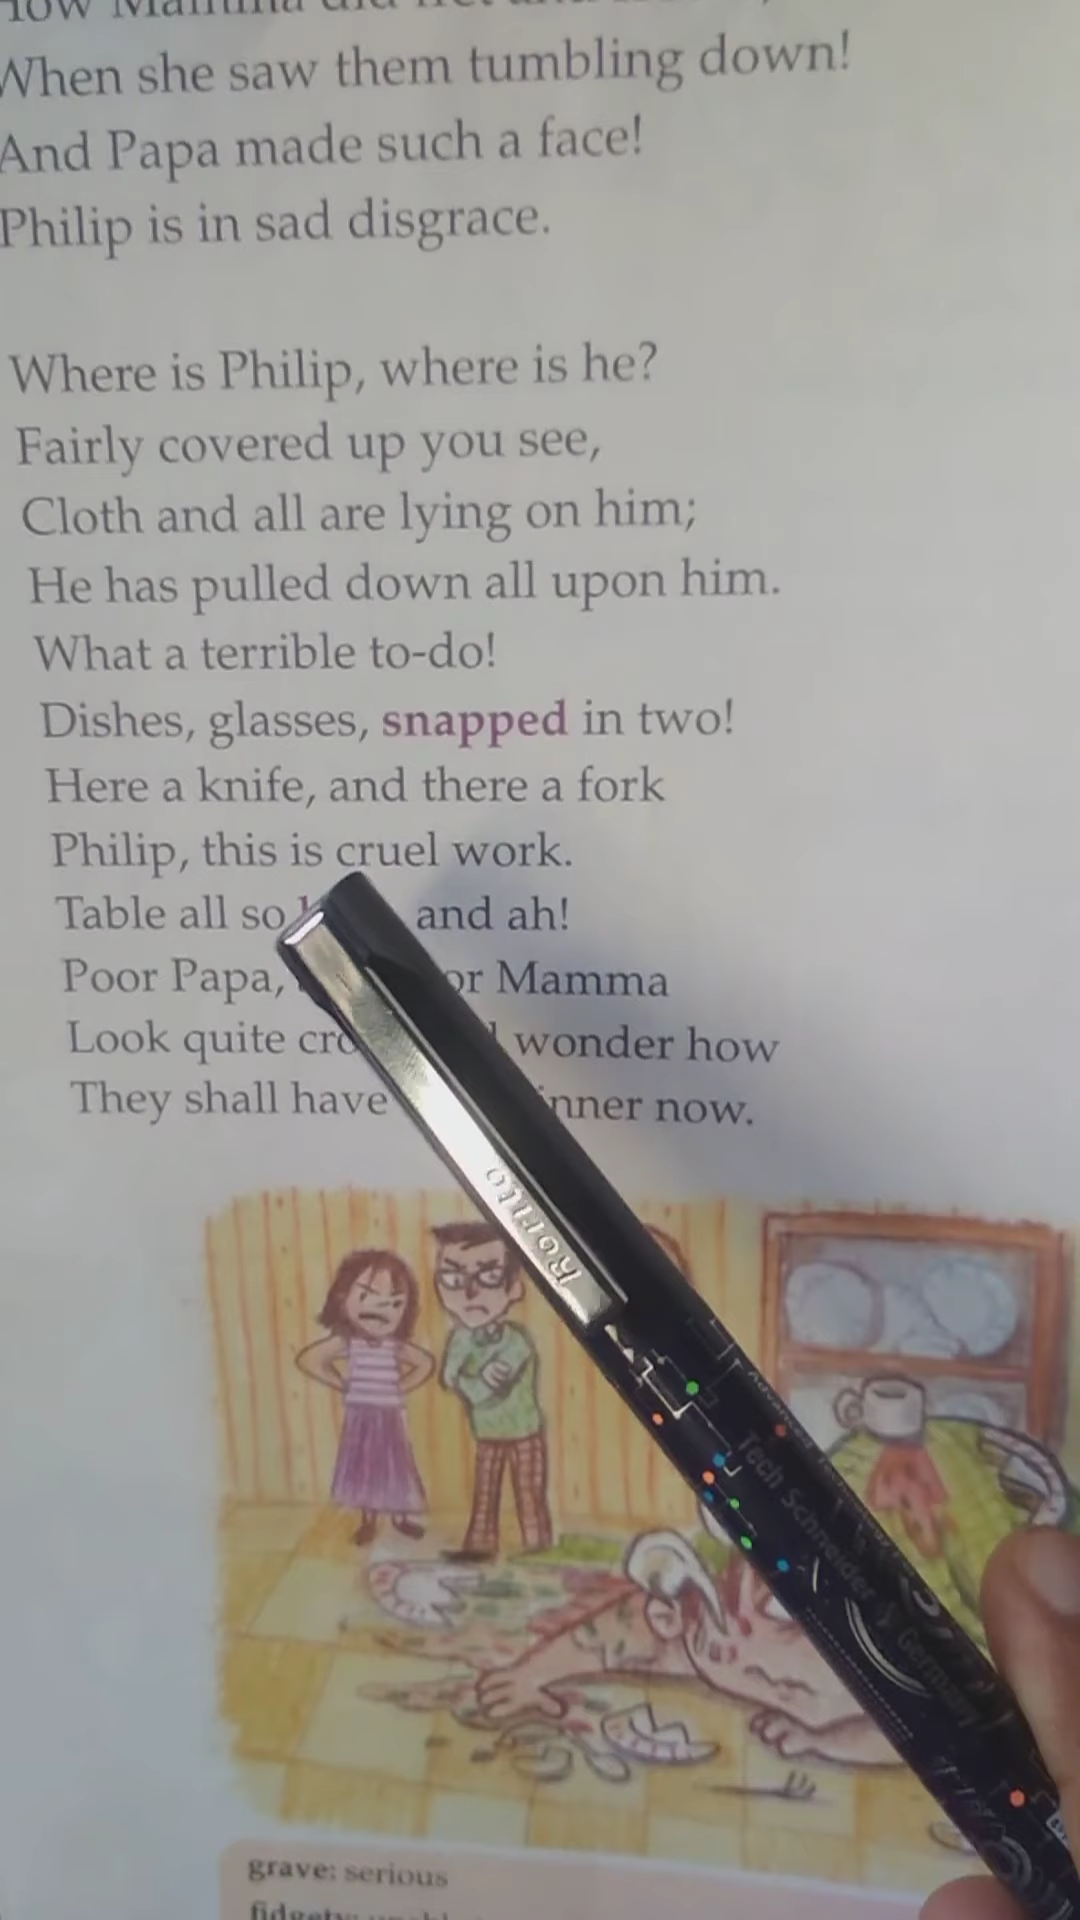 When she saw them tumbling down!
And Papa made such a face!
Philip is in sad disgrace.
Where is Philip, where is he?
Fairly covered up you see,
Cloth and all are lying on him;
He has pulled down all upon him.
What a terrible to-do!
Dishes, glasses, snapped in two!
Here a knife, and there a fork
Philip, this is cruel work.
Table all so and ah!
Poor Papa, Mamma
Look quite wonder how
They shall have now.
Rorito
Tech Schneider
German
grave: serious